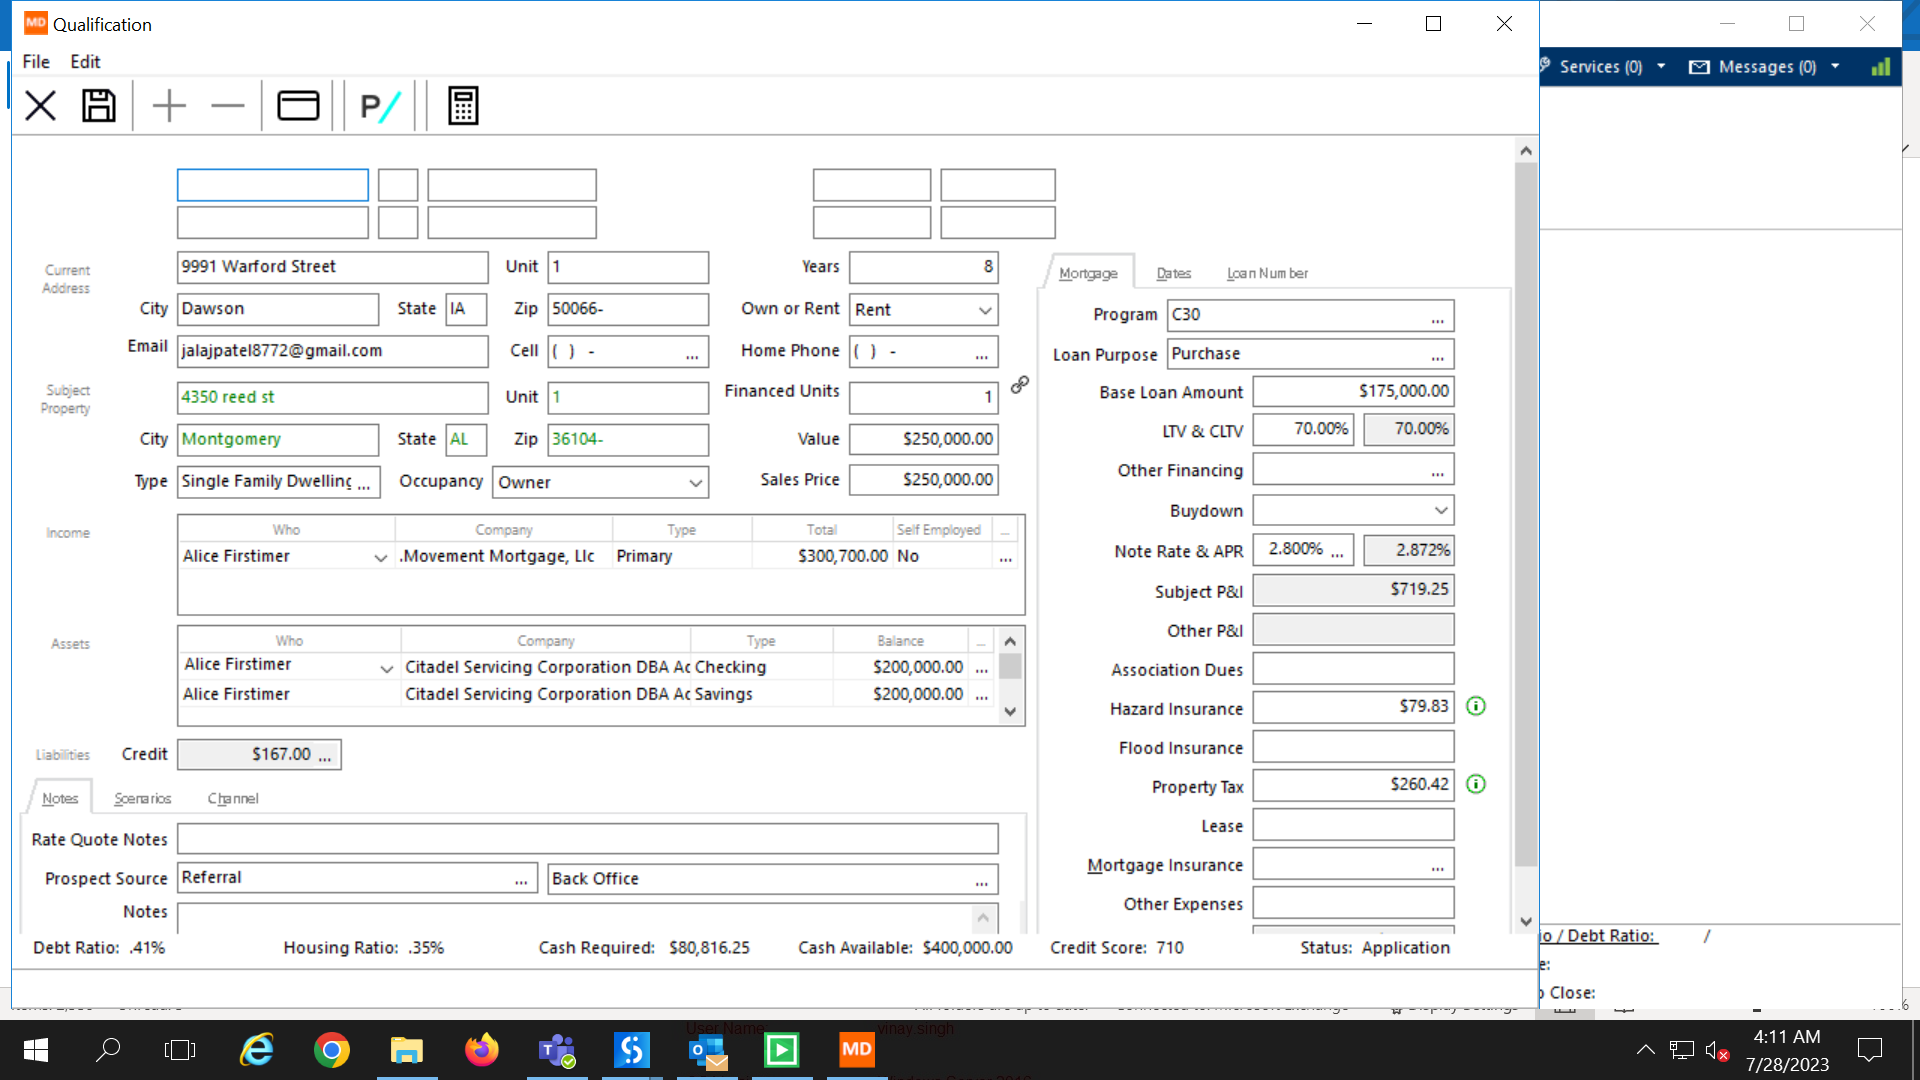 MD Qualification
File Edit
Services (0) Messages (0)
P/
Current Address 9991 Warford Street Unit 1 Years 8
City Dawson State IA Zip 50066- Own or Rent Rent
Email jalajpatel8772@gmail.com Cell ( ) - ... Home Phone ( ) - ...
Subject Property 4350 reed st Unit 1 Financed Units 1
City Montgomery State AL Zip 36104- Value $250,000.00
Type Single Family Dwelling ... Occupancy Owner Sales Price $250,000.00
Income Who Company Type Total Self Employed ...
Alice Firstimer .Movement Mortgage, Llc Primary $300,700.00 No ...
Assets Who Company Type Balance ...
Alice Firstimer Citadel Servicing Corporation DBA Ac Checking $200,000.00 ...
Alice Firstimer Citadel Servicing Corporation DBA Ac Savings $200,000.00 ...
Liabilities Credit $167.00 ...
Notes Scenarios Channel
Rate Quote Notes
Prospect Source Referral ... Back Office ...
Notes
Mortgage Dates Loan Number
Program C30 ...
Loan Purpose Purchase ...
Base Loan Amount $175,000.00
LTV & CLTV 70.00% 70.00%
Other Financing ...
Buydown
Note Rate & APR 2.800% ... 2.872%
Subject P&I $719.25
Other P&I
Association Dues
Hazard Insurance $79.83
Flood Insurance
Property Tax $260.42
Lease
Mortgage Insurance ...
Other Expenses
Debt Ratio: .41% Housing Ratio: .35% Cash Required: $80,816.25 Cash Available: $400,000.00 Credit Score: 710 Status: Application
io / Debt Ratio: /
e:
o Close:
User Name: vinay.singh
MD
4:11 AM
7/28/2023